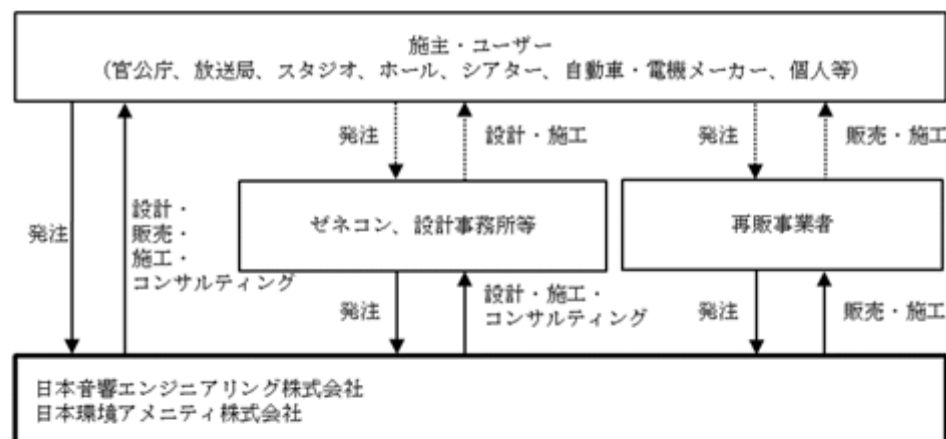 施主・ユーザー
（官公庁、放送局、スタジオ、ホール、シアター、自動車・電機メーカー、個人等）
発注
設計・施工
発注
販売・施工
発注
設計・
販売・
施工・
コンサルティング
ゼネコン、設計事務所等
再販事業者
発注
設計・施工・
コンサルティング
発注
販売・施工
日本音響エンジニアリング株式会社
日本環境アメニティ株式会社